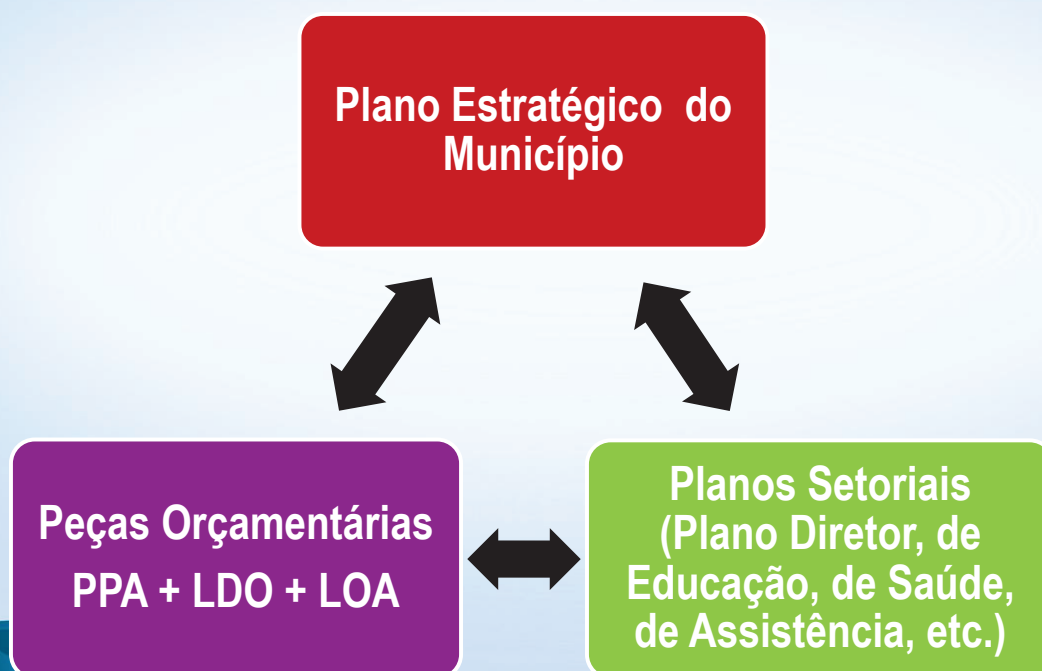 Plano Estratégico do
Município
Peças Orçamentárias
PPA + LDO + LOA
Planos Setoriais
(Plano Diretor, de
Educação, de Saúde,
de Assistência, etc.)